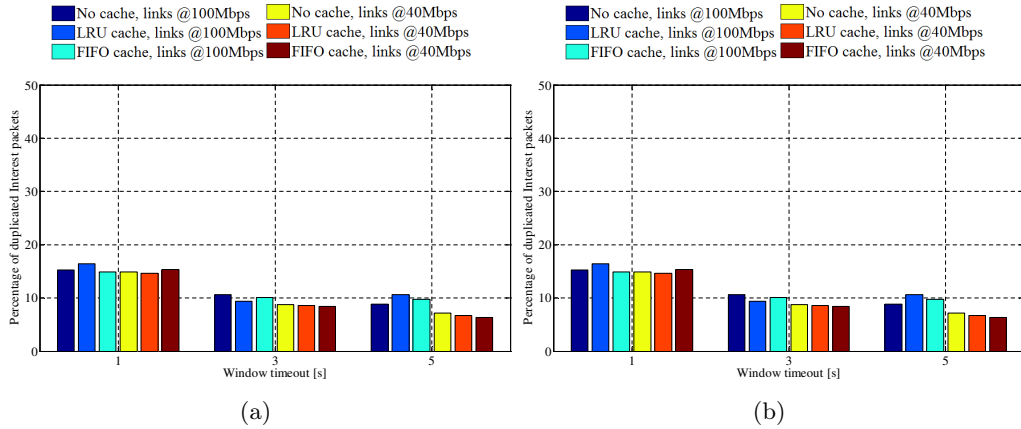 No cache, links @100Mbps No cache, links @40Mbps
LRU cache, links @100Mbps LRU cache, links @40Mbps
FIFO cache, links @100Mbps FIFO cache, links @40Mbps
Percentage of duplicated Interest packets
50
40
30
20
10
0
1 3 5
Window timeout [s]
(a)
No cache, links @100Mbps No cache, links @40Mbps
LRU cache, links @100Mbps LRU cache, links @40Mbps
FIFO cache, links @100Mbps FIFO cache, links @40Mbps
Percentage of duplicated Interest packets
50
40
30
20
10
0
1 3 5
Window timeout [s]
(b)